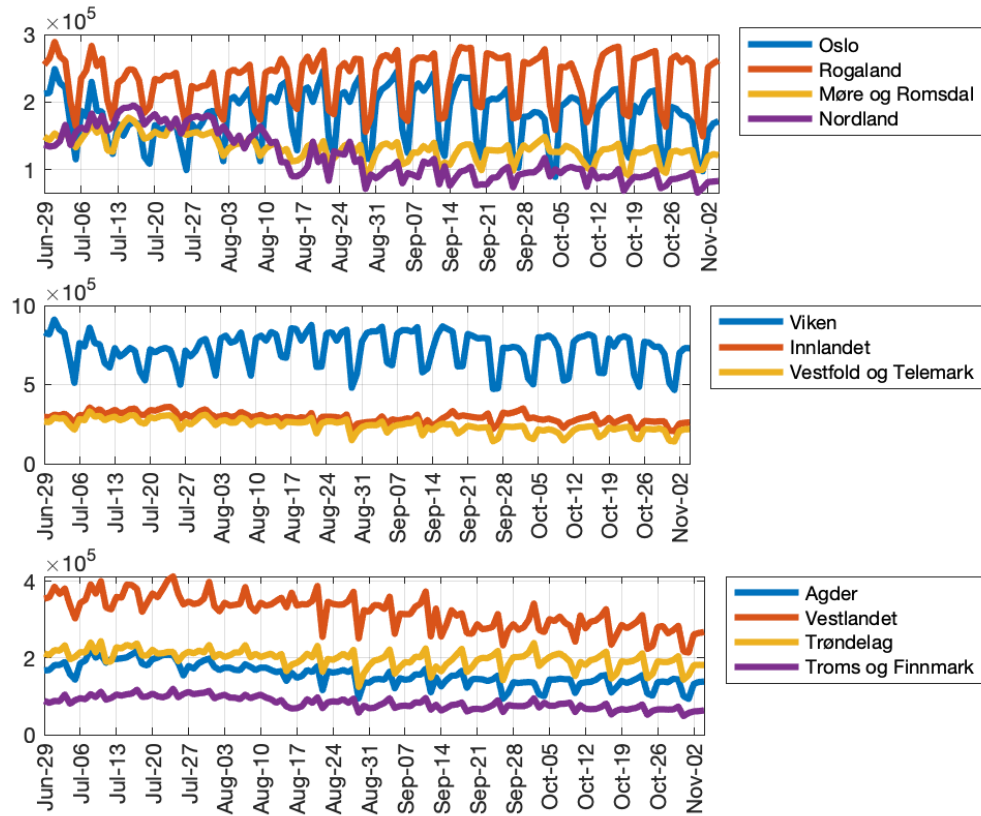 ×10⁵
3
2
1
Jun-29 Jul-06 Jul-13 Jul-20 Jul-27 Aug-03 Aug-10 Aug-17 Aug-24 Aug-31 Sep-07 Sep-14 Sep-21 Sep-28 Oct-05 Oct-12 Oct-19 Oct-26 Nov-02
Oslo
Rogaland
Møre og Romsdal
Nordland
×10⁵
10
5
0
Jun-29 Jul-06 Jul-13 Jul-20 Jul-27 Aug-03 Aug-10 Aug-17 Aug-24 Aug-31 Sep-07 Sep-14 Sep-21 Sep-28 Oct-05 Oct-12 Oct-19 Oct-26 Nov-02
Viken
Innlandet
Vestfold og Telemark
×10⁵
4
2
0
Jun-29 Jul-06 Jul-13 Jul-20 Jul-27 Aug-03 Aug-10 Aug-17 Aug-24 Aug-31 Sep-07 Sep-14 Sep-21 Sep-28 Oct-05 Oct-12 Oct-19 Oct-26 Nov-02
Agder
Vestlandet
Trøndelag
Troms og Finnmark